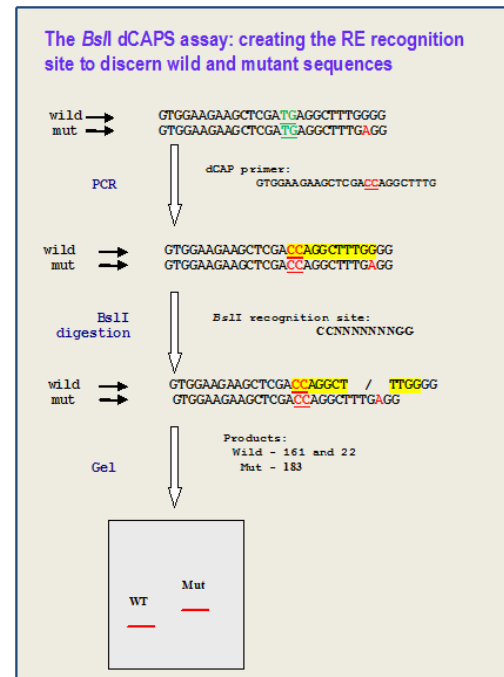 The BslI dCAPS assay: creating the RE recognition
site to discern wild and mutant sequences
wild GTGGAAGAAGCTCGATGAGGCTTTGGGG
mut GTGGAAGAAGCTCGATGAGGCTTTGAGG
dCAP primer:
PCR GTGGAAGAAGCTCGACCAGGCTTTG
wild GTGGAAGAAGCTCGACCAGGCTTTGGGG
mut GTGGAAGAAGCTCGACCAGGCTTTGAGG
BslI BslI recognition site:
digestion CCNNNNNNNGG
wild GTGGAAGAAGCTCGACCAGGCT / TTGGGG
mut GTGGAAGAAGCTCGACCAGGCTTTGAGG
Products:
Gel Wild - 161 and 22
Mut - 183
Mut
WT